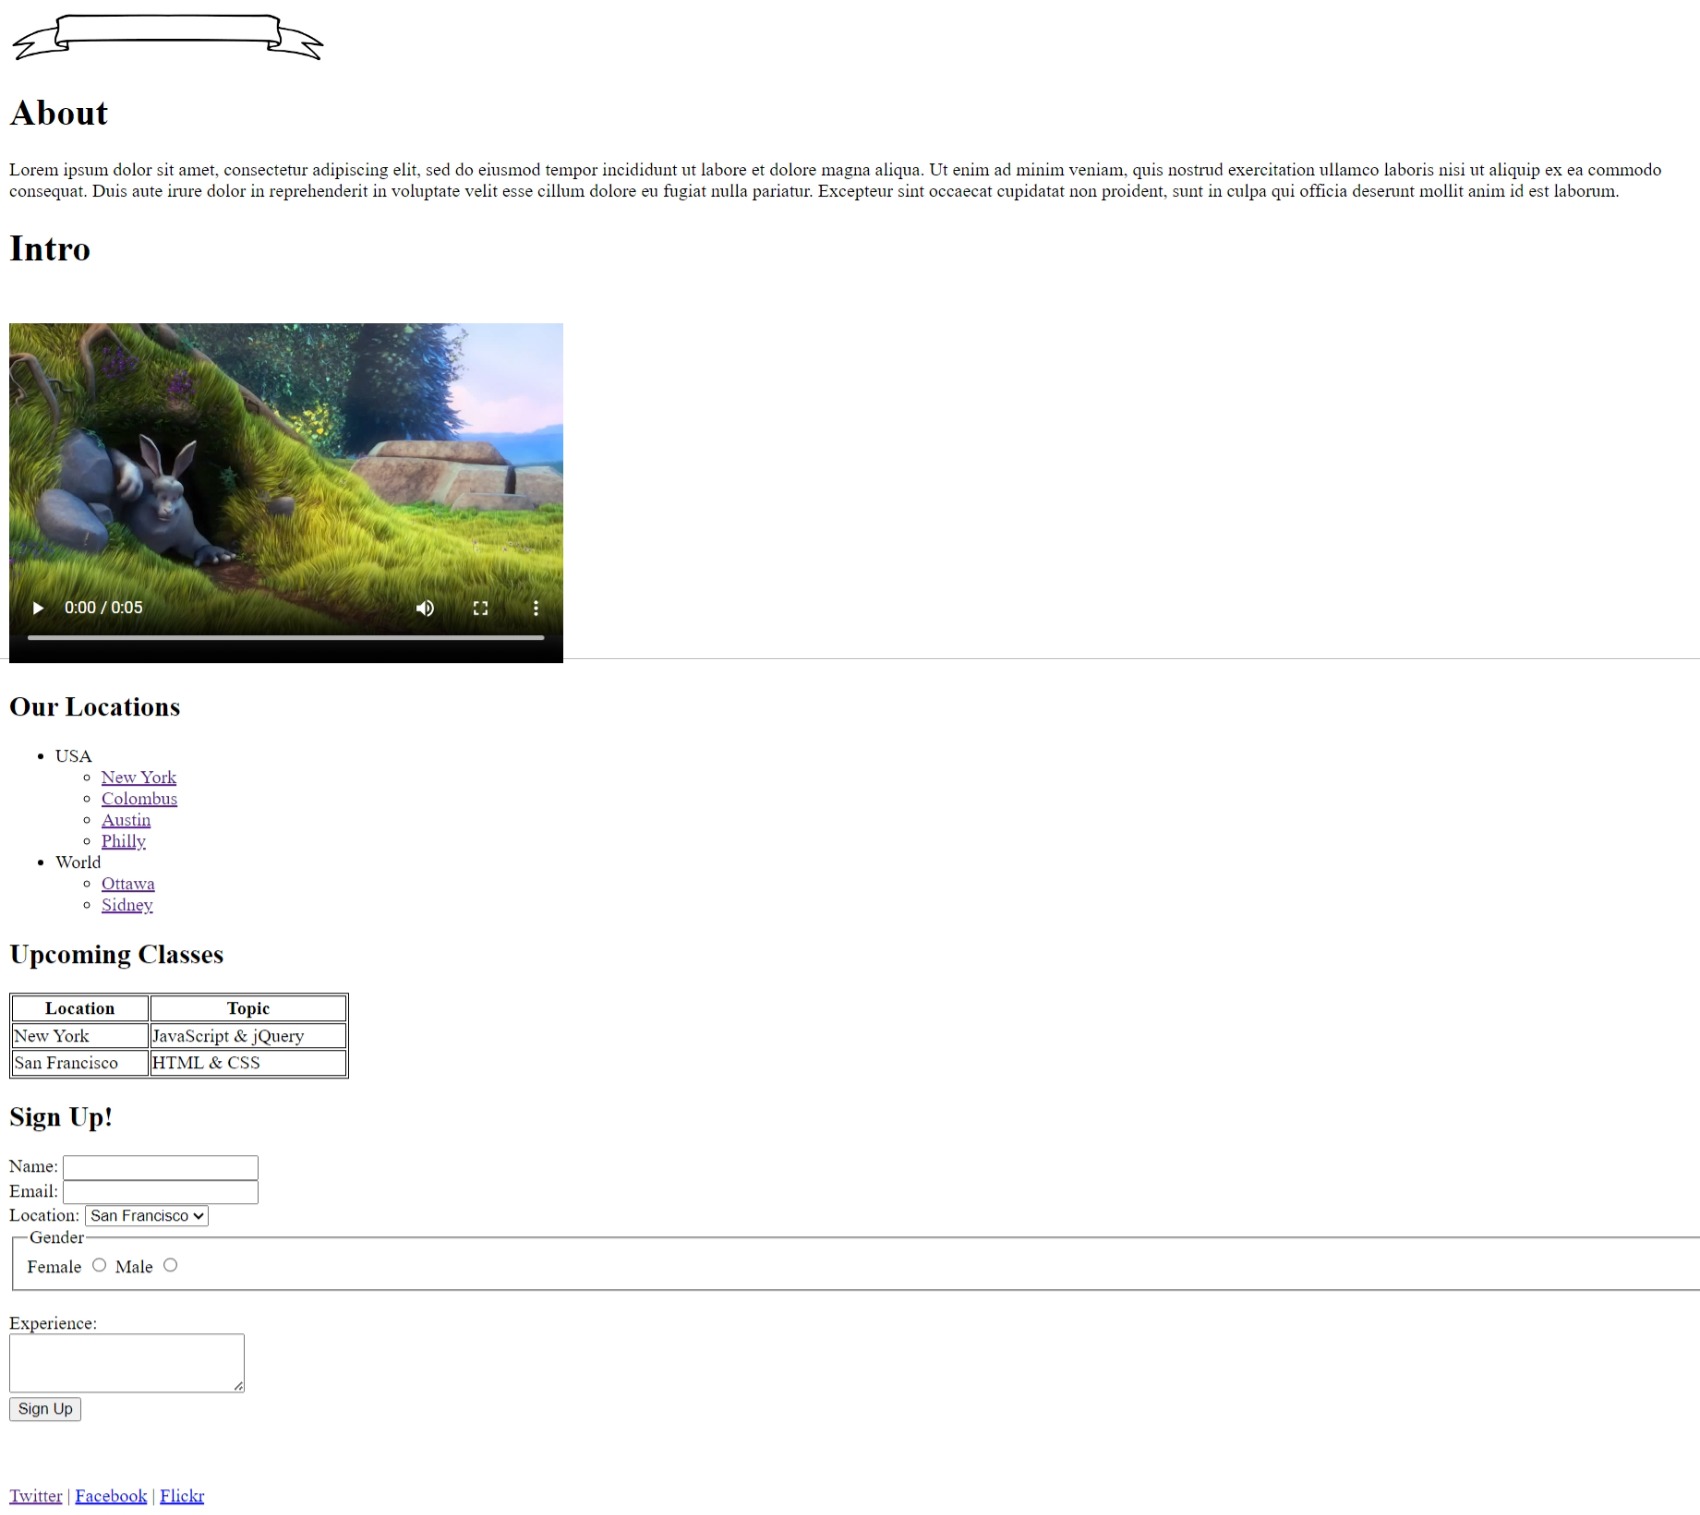 About
Lorem ipsum dolor sit amet, consectetur adipiscing elit, sed do eiusmod tempor incididunt ut labore et dolore magna aliqua. Ut enim ad minim veniam, quis nostrud exercitation ullamco laboris nisi ut aliquip ex ea commodo
consequat. Duis aute irure dolor in reprehenderit in voluptate velit esse cillum dolore eu fugiat nulla pariatur. Excepteur sint occaecat cupidatat non proident, sunt in culpa qui officia deserunt mollit anim id est laborum.
Intro
0:00 / 0:05
Our Locations
USA
New York
Colombus
Austin
Philly
World
Ottawa
Sidney
Upcoming Classes
Location Topic
New York JavaScript & jQuery
San Francisco HTML & CSS
Sign Up!
Name:
Email:
Location: San Francisco
Gender
Female Male
Experience:
Sign Up
Twitter | Facebook | Flickr